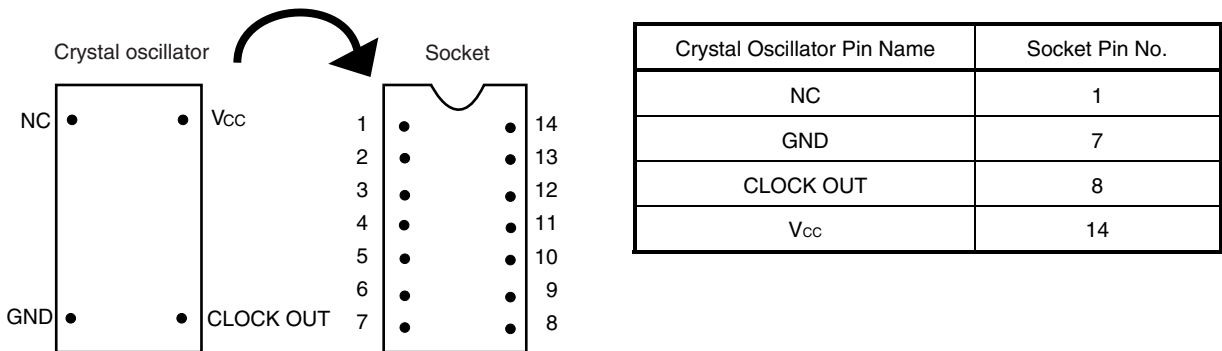 Crystal oscillator
Socket
NC
VCC
GND
CLOCK OUT
1
14
2
13
3
12
4
11
5
10
6
9
7
8
Crystal Oscillator Pin Name Socket Pin No.
NC 1
GND 7
CLOCK OUT 8
VCC 14